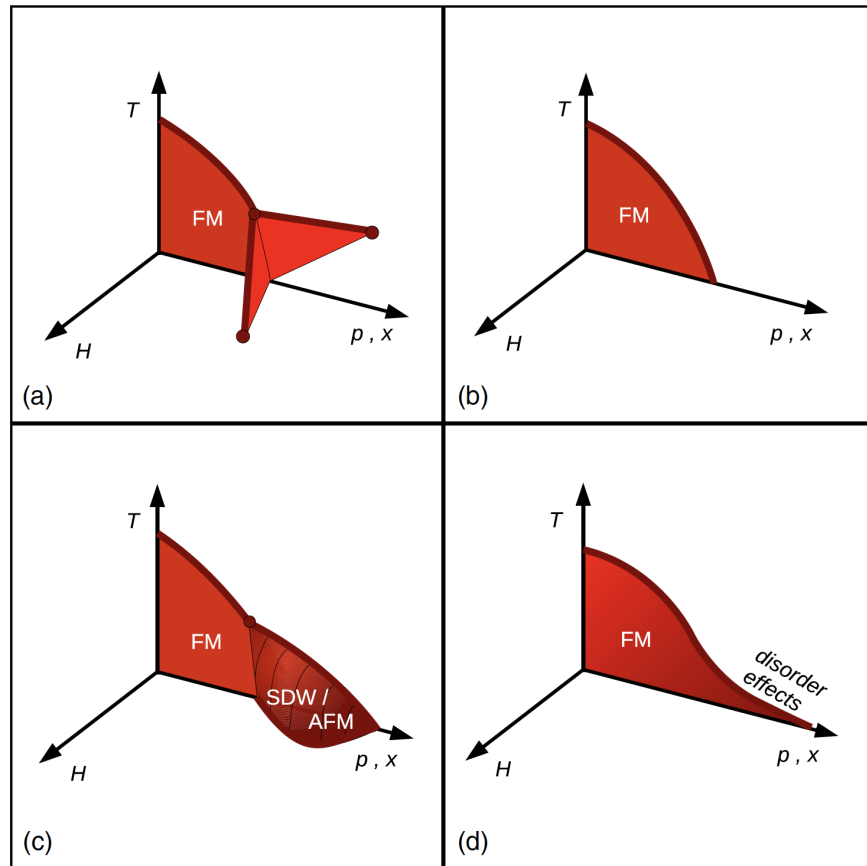 T
FM
H
p , x
(a)
T
FM
H
p , x
(b)
T
FM
SDW /
AFM
H
p , x
(c)
T
FM
disorder
effects
H
p , x
(d)